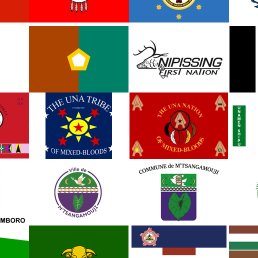 NIPISSING
FIRST NATION
THE UNA TRIBE
OF MIXED-BLOODS
THE UNA NATION
OF MIXED-BLOODS
ville de
M'TSANGAMOUJI
COMMUNE de M'TSANGAMOUJI
MBORO